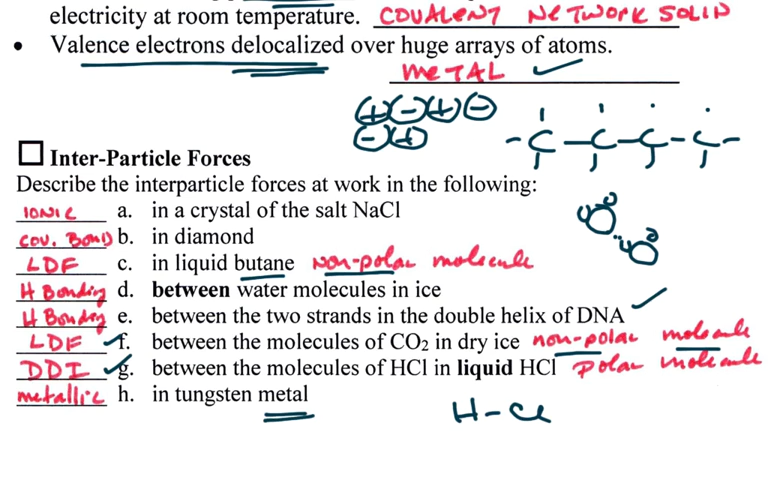 electricity at room temperature. COVALENT NETWORK SOLID
• Valence electrons delocalized over huge arrays of atoms.
METAL
+ - + -
- +
- C - C - C - C -
Inter-Particle Forces
Describe the interparticle forces at work in the following:
IONIC a. in a crystal of the salt NaCl
COV. BOND b. in diamond
LDF c. in liquid butane non-polar molecule
H Bonding d. between water molecules in ice
H Bonding e. between the two strands in the double helix of DNA
LDF f. between the molecules of CO₂ in dry ice non-polar molecule
DDI g. between the molecules of HCl in liquid HCl polar molecule
metallic h. in tungsten metal
H - Cl